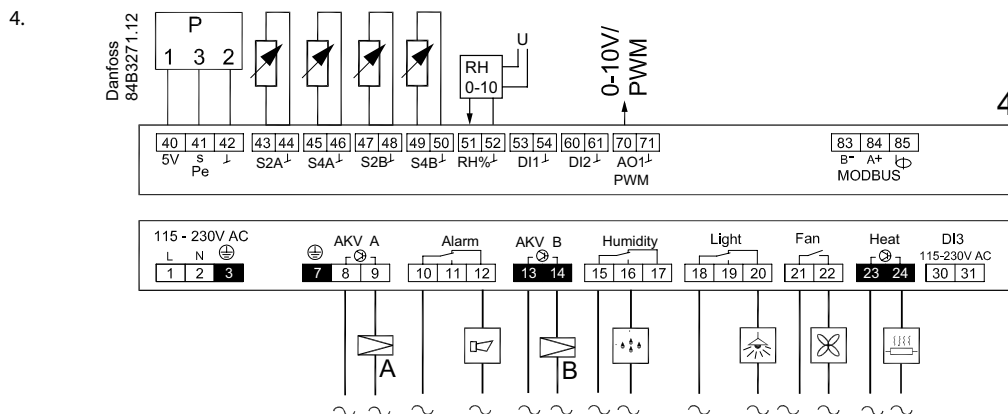 4.
Danfoss
84B3271.12
P
1 3 2
U
RH
0-10
0-10V/
PWM
4
40 41 42 43 44 45 46 47 48 49 50 51 52 53 54 60 61 70 71 83 84 85
5V s S2A S4A S2B S4B RH% DI1 DI2 AO1 B- A+
Pe PWM MODBUS
115 - 230V AC AKV A Alarm AKV B Humidity Light Fan Heat DI3
L N 115-230V AC
1 2 3 7 8 9 10 11 12 13 14 15 16 17 18 19 20 21 22 23 24 30 31
A B